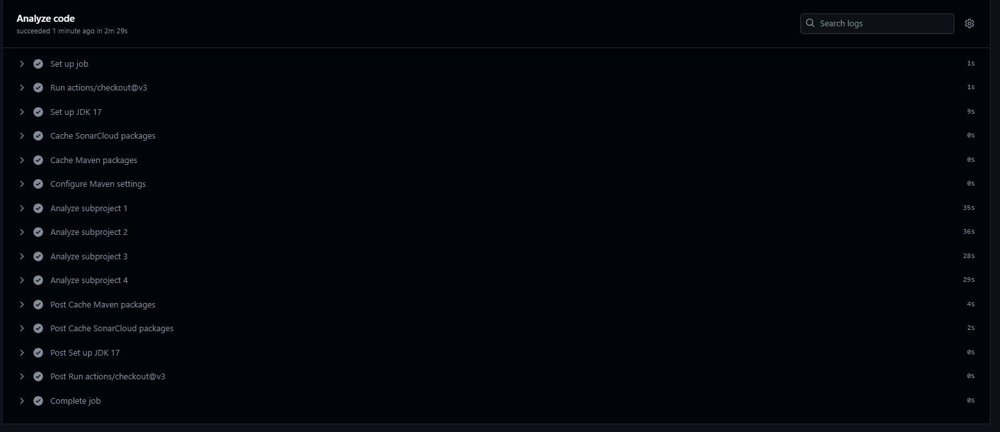 Analyze code
succeeded 1 minute ago in 2m 29s
Search logs
Set up job 1s
Run actions/checkout@v3 1s
Set up JDK 17 9s
Cache SonarCloud packages 0s
Cache Maven packages 0s
Configure Maven settings 0s
Analyze subproject 1 35s
Analyze subproject 2 36s
Analyze subproject 3 28s
Analyze subproject 4 29s
Post Cache Maven packages 4s
Post Cache SonarCloud packages 2s
Post Set up JDK 17 0s
Post Run actions/checkout@v3 0s
Complete job 0s